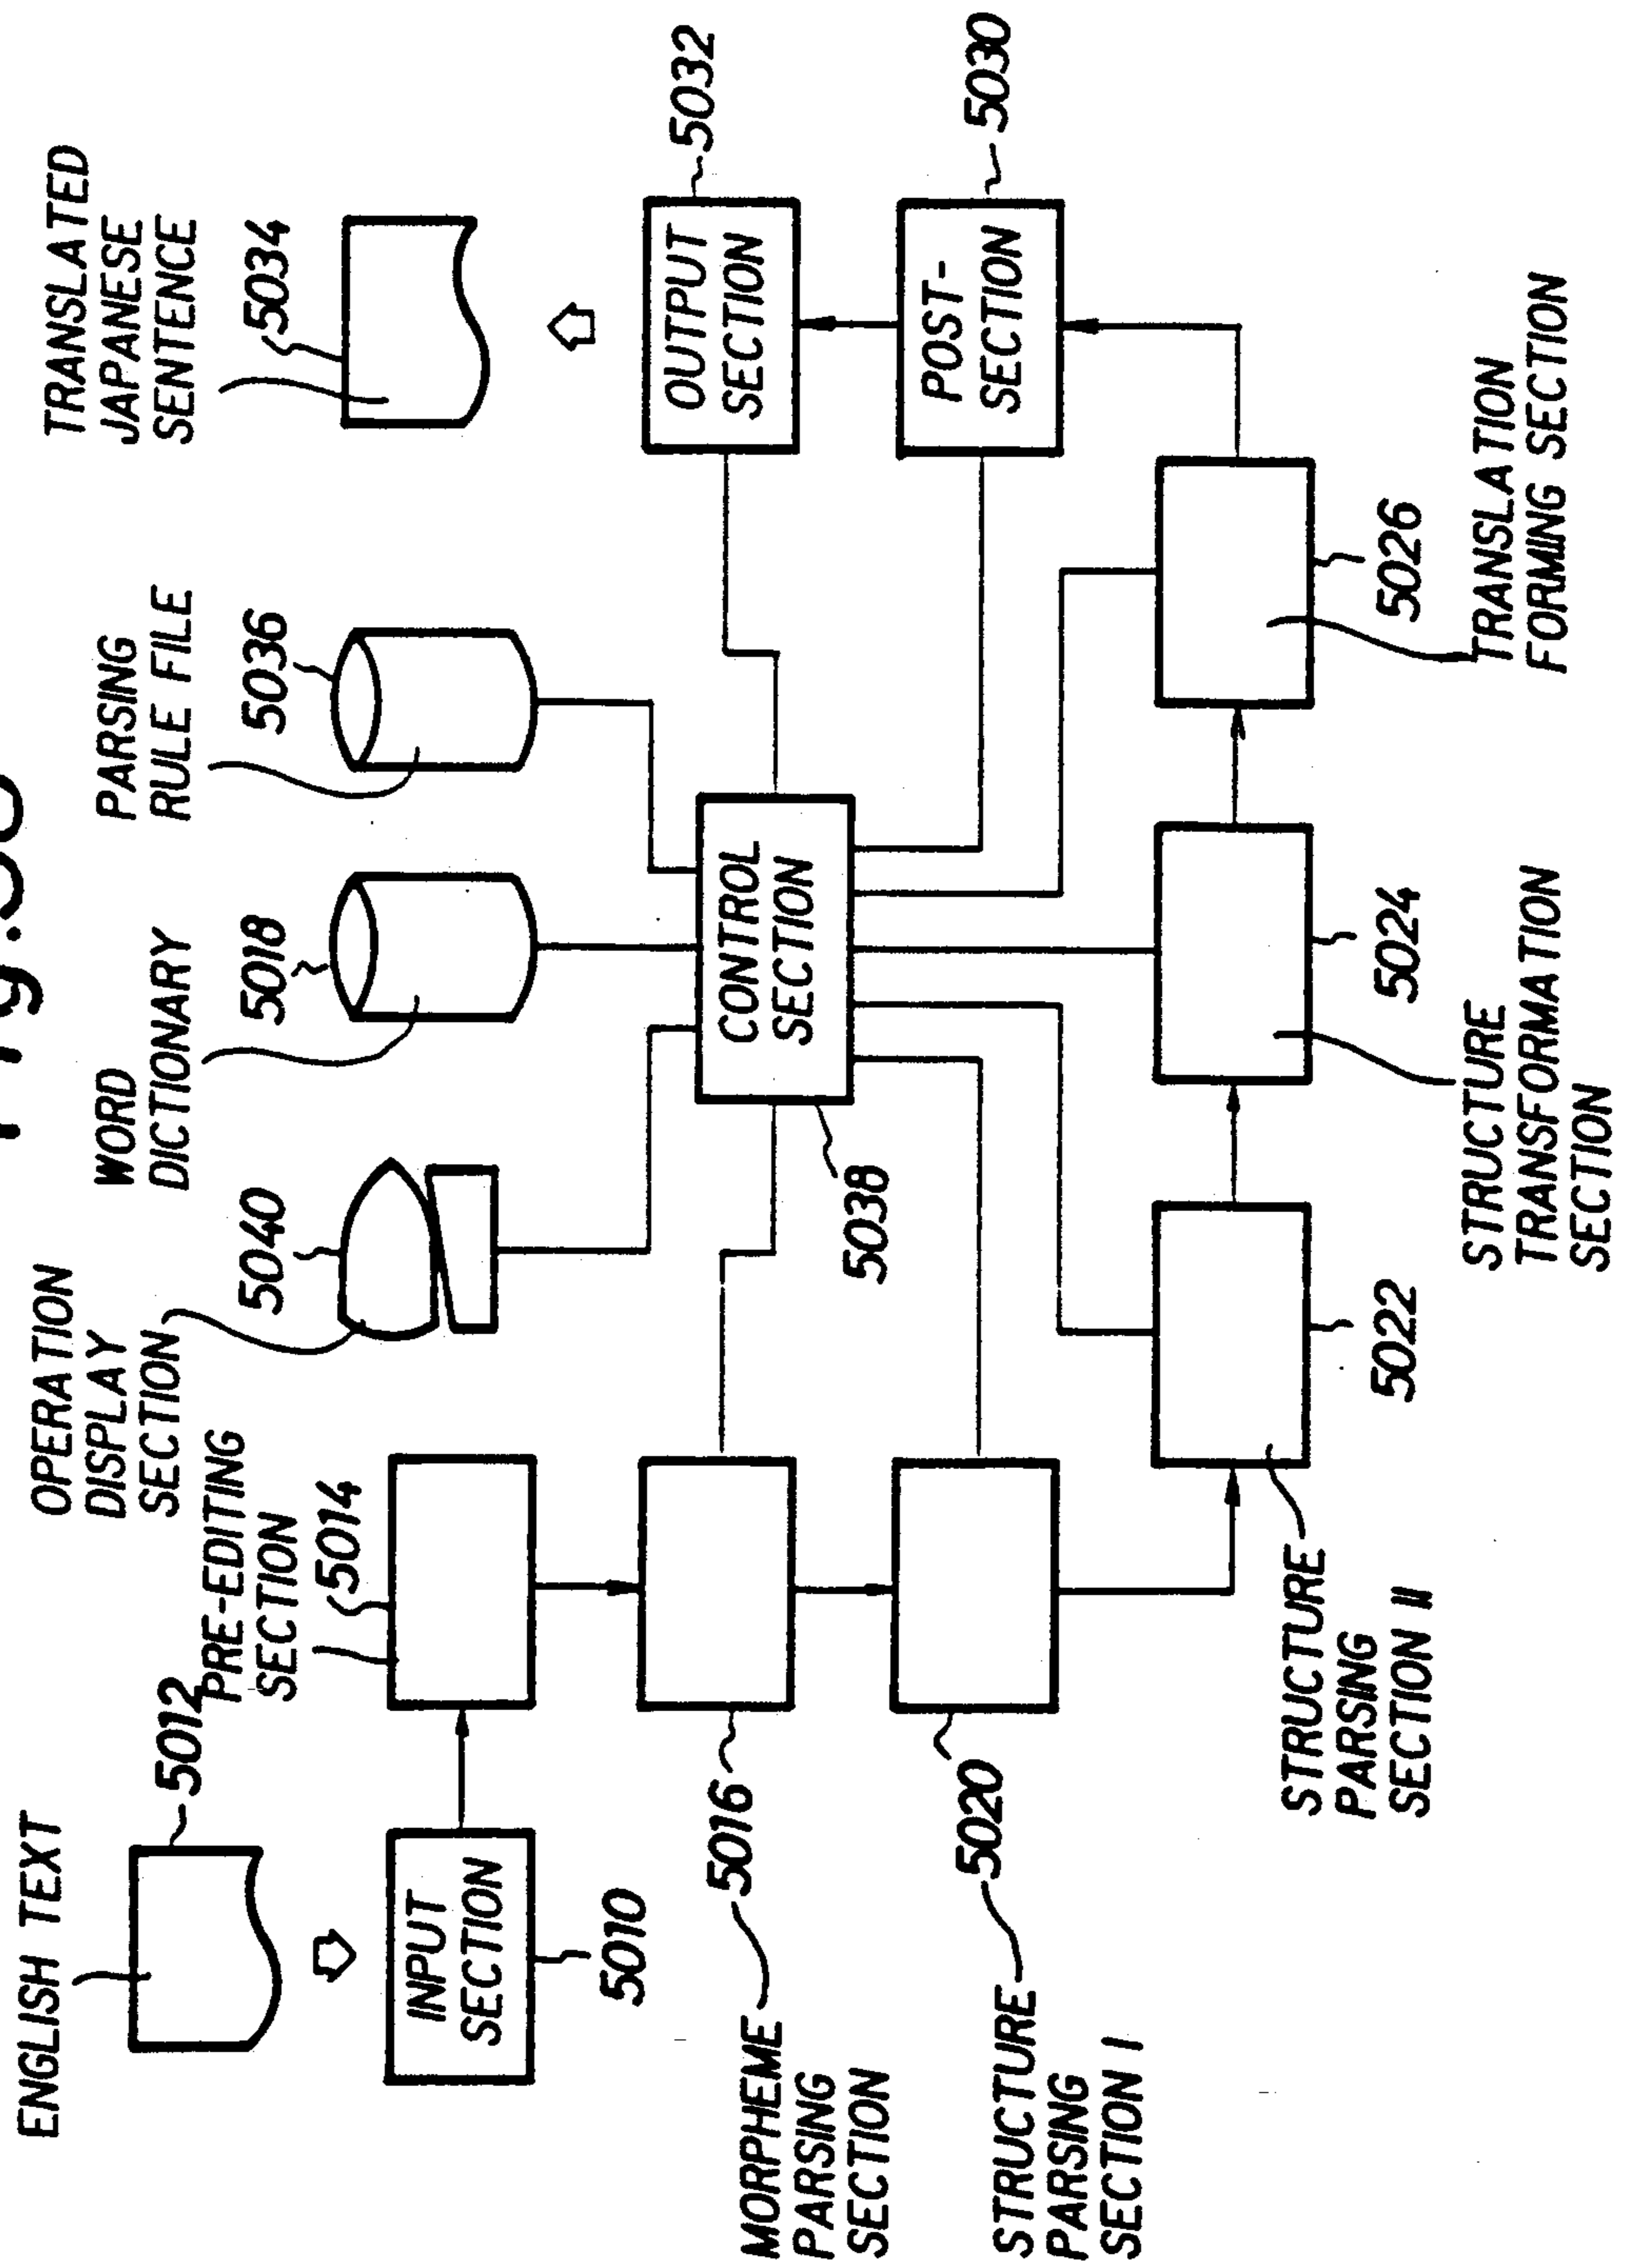 ENGLISH TEXT
5012
INPUT
SECTION
5010
PRE-EDITING
SECTION
5014
OPERATION
DISPLAY
SECTION
5040
WORD
DICTIONARY
5018
PARSING
RULE FILE
5036
TRANSLATED
JAPANESE
SENTENCE
5034
MORPHEME
PARSING
SECTION
5016
CONTROL
SECTION
5038
OUTPUT
SECTION
5032
STRUCTURE
PARSING
SECTION I
5020
POST-
SECTION
5030
STRUCTURE
PARSING
SECTION II
5022
STRUCTURE
TRANSFORMATION
SECTION
5024
TRANSLATION
FORMING SECTION
5026